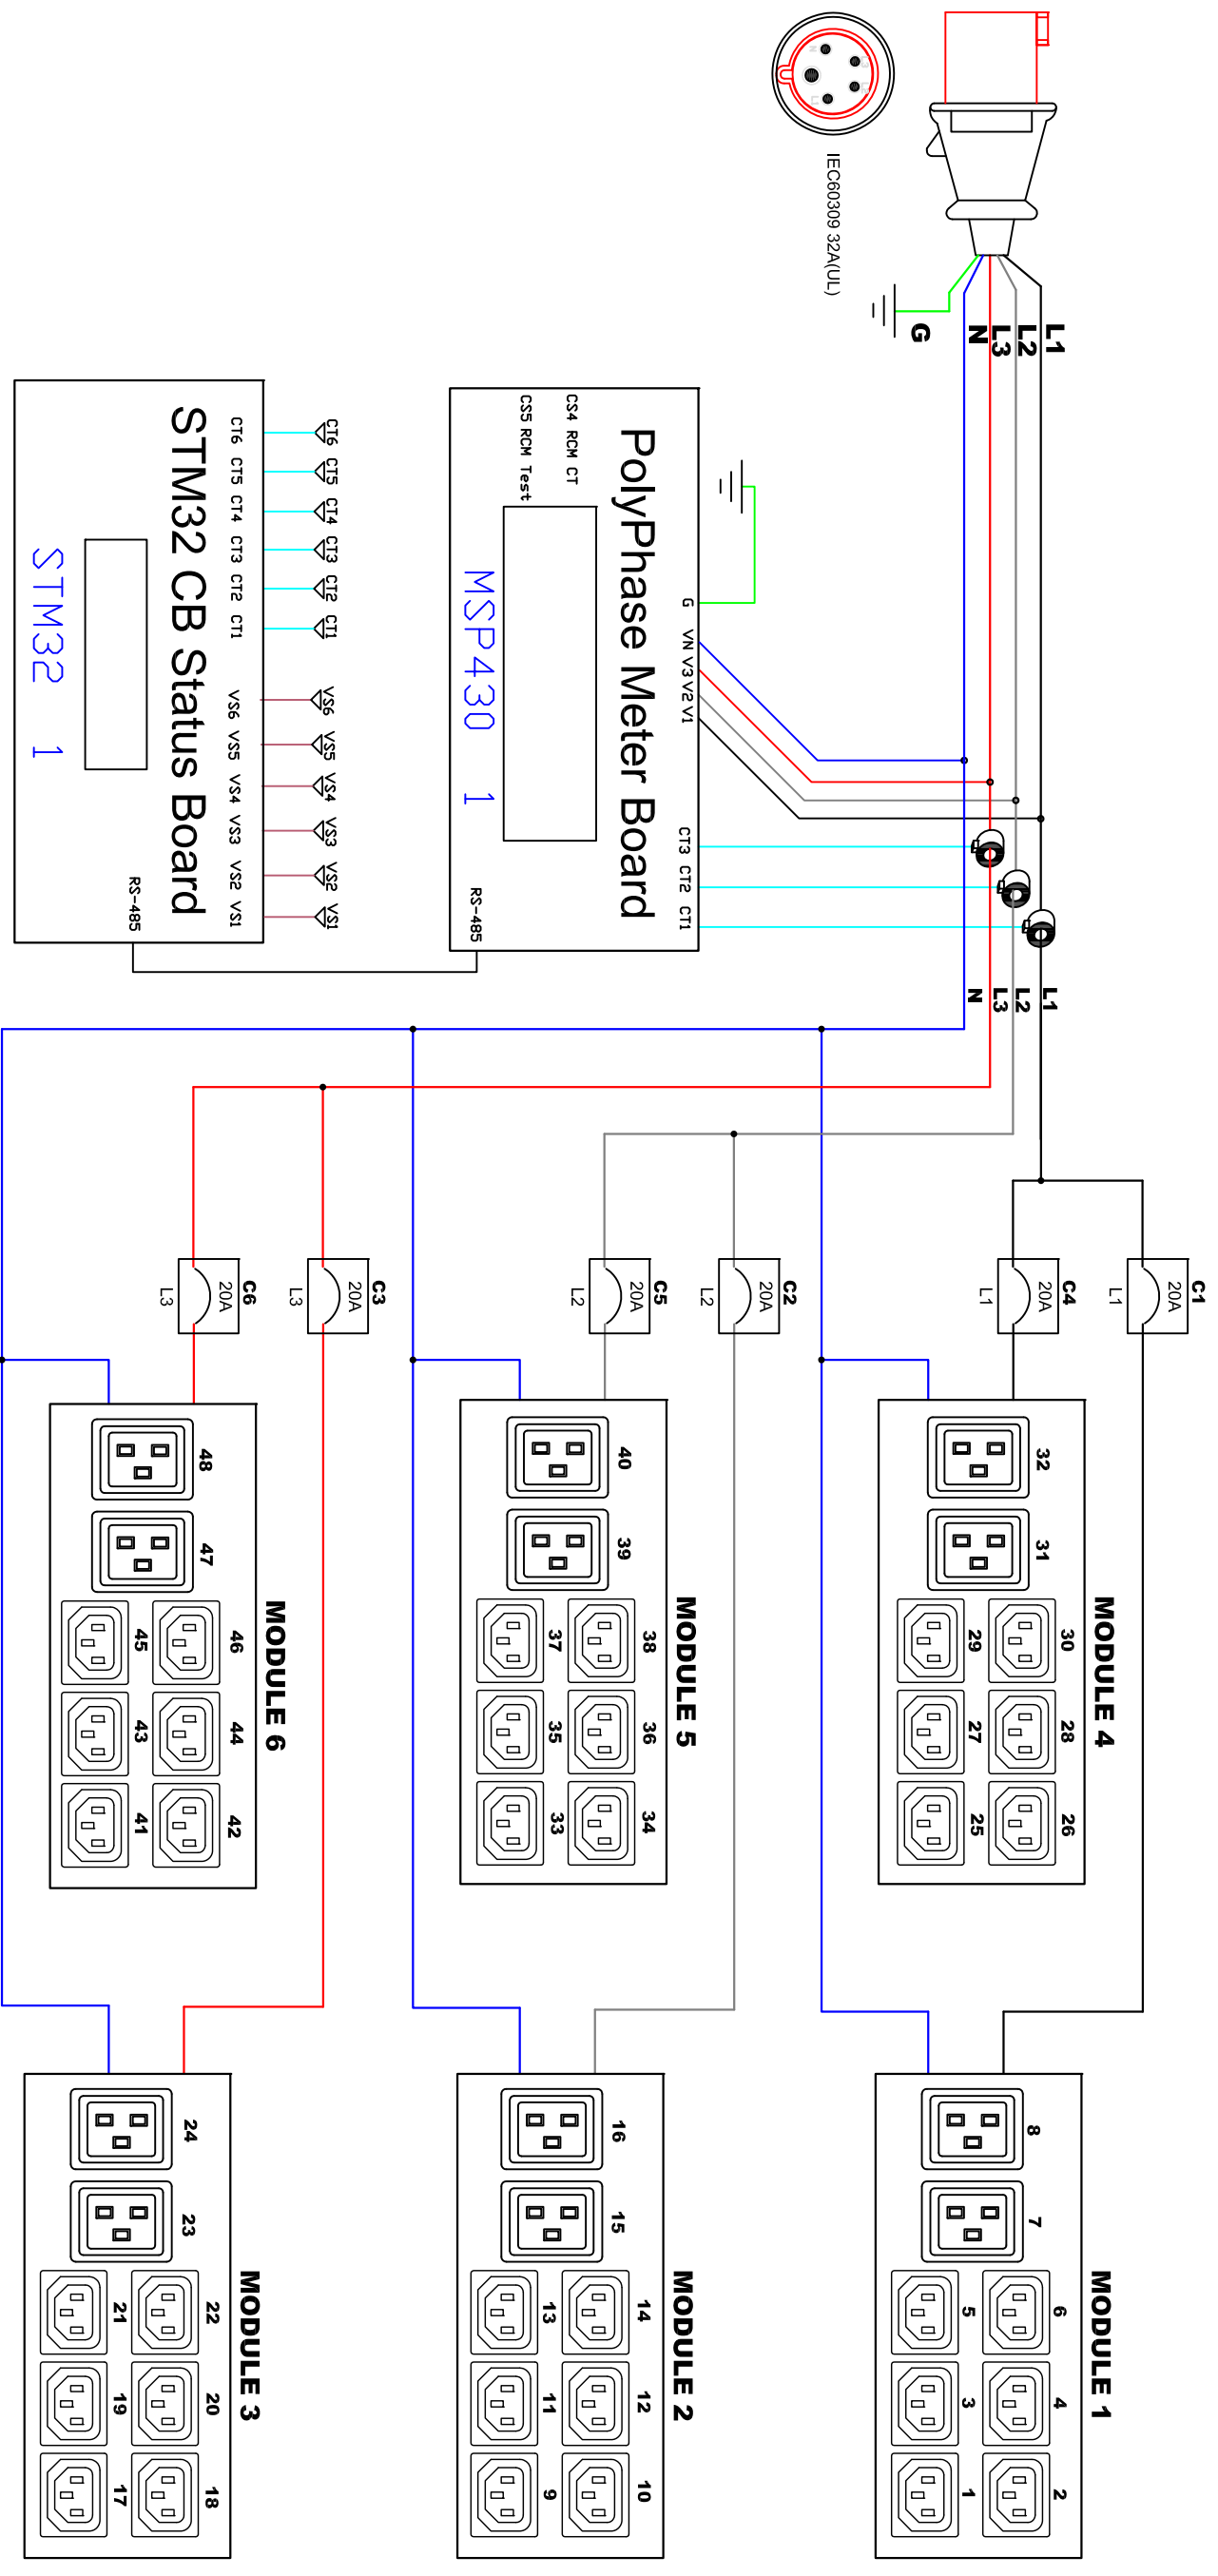 IEC60309 32A(UL)
L1
L2
L3
N
G
PolyPhase Meter Board
CS4 RCM CT
CS5 RCM Test
MSP430 1
G VN V3 V2 V1 CT3 CT2 CT1
RS-485
CT6 CT5 CT4 CT3 CT2 CT1 VS6 VS5 VS4 VS3 VS2 VS1
CT6 CT5 CT4 CT3 CT2 CT1 VS6 VS5 VS4 VS3 VS2 VS1
STM32 CB Status Board
RS-485
STM32 1
L1
L2
L3
N
C1
20A
L1
C4
20A
L1
C2
20A
L2
C5
20A
L2
C3
20A
L3
C6
20A
L3
MODULE 4
32 31 30 28 26
29 27 25
MODULE 1
8 7 6 4 2
5 3 1
MODULE 5
40 39 38 36 34
37 35 33
MODULE 2
16 15 14 12 10
13 11 9
MODULE 6
48 47 46 44 42
45 43 41
MODULE 3
24 23 22 20 18
21 19 17